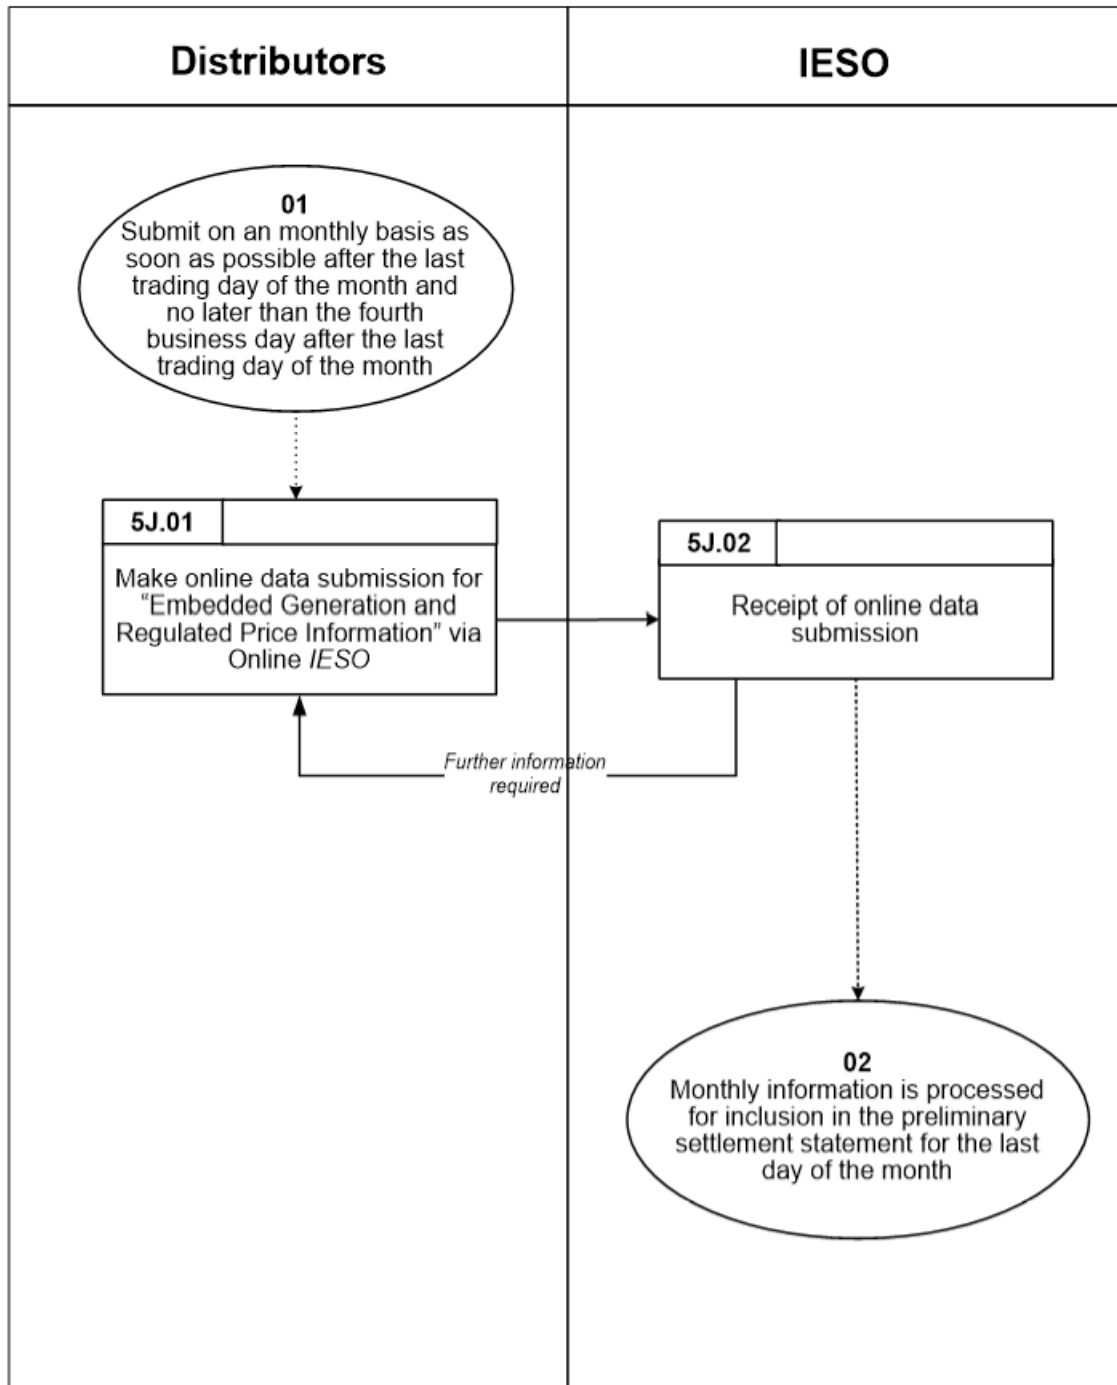 Distributors
IESO
01
Submit on an monthly basis as
soon as possible after the last
trading day of the month and
no later than the fourth
business day after the last
trading day of the month
5J.01
Make online data submission for
“Embedded Generation and
Regulated Price Information” via
Online IESO
5J.02
Receipt of online data
submission
Further information
required
02
Monthly information is processed
for inclusion in the preliminary
settlement statement for the last
day of the month